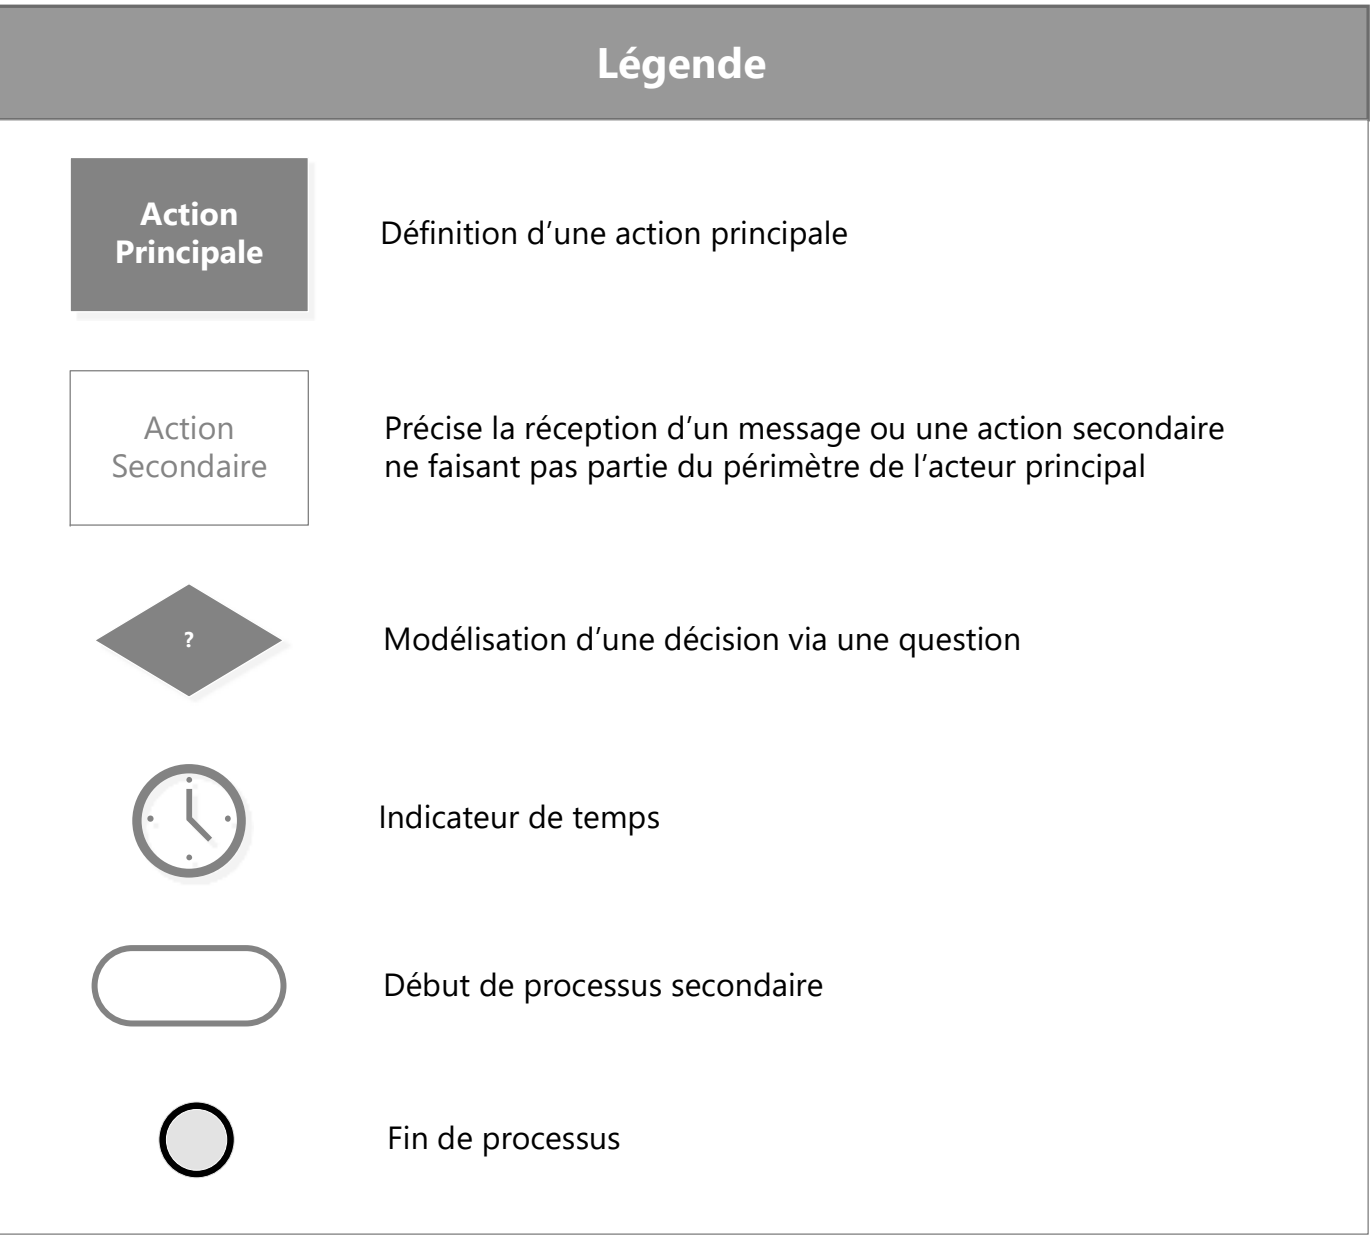 Légende
Action
Principale
Définition d’une action principale
Action
Secondaire
Précise la réception d’un message ou une action secondaire
ne faisant pas partie du périmètre de l’acteur principal
?
Modélisation d’une décision via une question
Indicateur de temps
Début de processus secondaire
Fin de processus